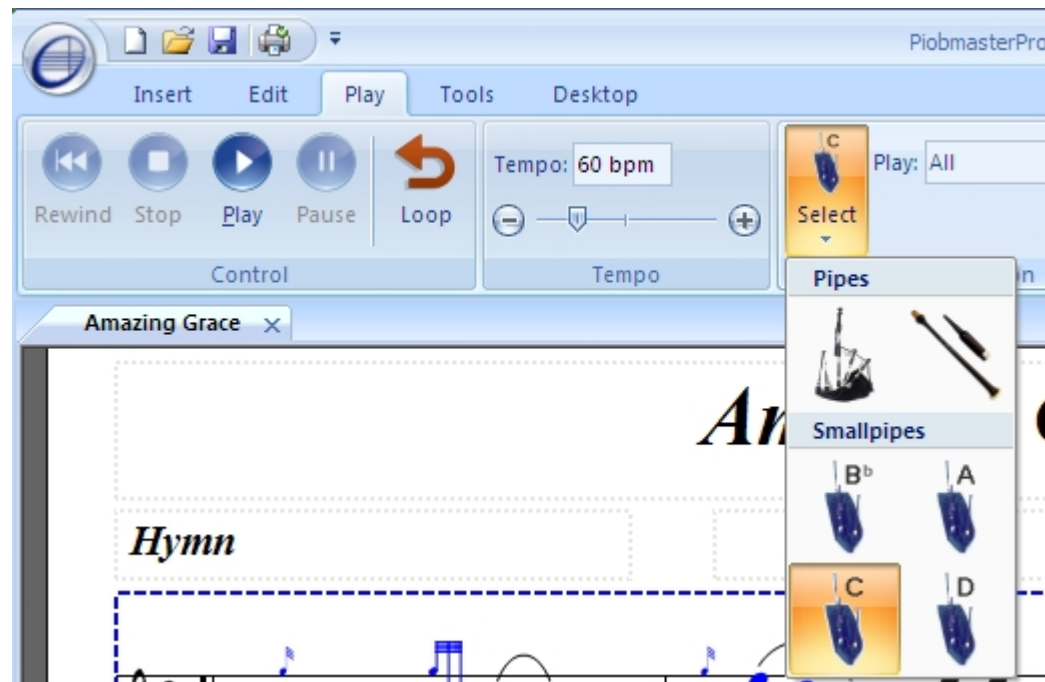 PiobmasterPro
Insert Edit Play Tools Desktop
Tempo: 60 bpm
C
Play: All
Rewind Stop Play Pause Loop
Select
Control Tempo
Pipes
Amazing Grace
Smallpipes
B♭ A
Hymn
C D